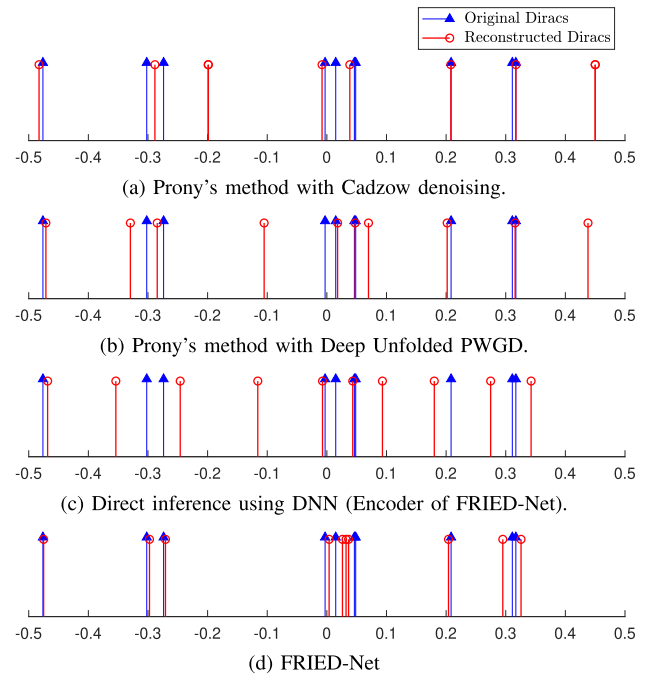 Original Diracs
Reconstructed Diracs
-0.5 -0.4 -0.3 -0.2 -0.1 0 0.1 0.2 0.3 0.4 0.5
(a) Prony's method with Cadzow denoising.
-0.5 -0.4 -0.3 -0.2 -0.1 0 0.1 0.2 0.3 0.4 0.5
(b) Prony's method with Deep Unfolded PWGD.
-0.5 -0.4 -0.3 -0.2 -0.1 0 0.1 0.2 0.3 0.4 0.5
(c) Direct inference using DNN (Encoder of FRIED-Net).
-0.5 -0.4 -0.3 -0.2 -0.1 0 0.1 0.2 0.3 0.4 0.5
(d) FRIED-Net